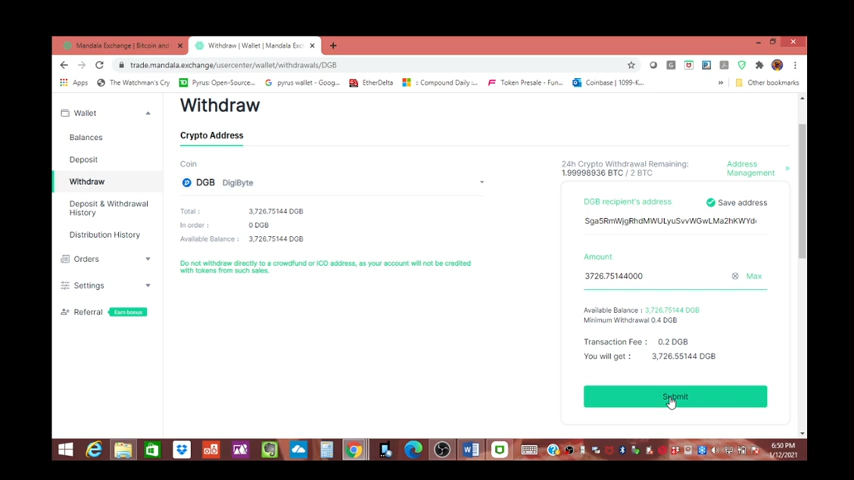 Mandala Exchange | Bitcoin and
Withdraw | Wallet | Mandala Exc
trade.mandala.exchange/usercenter/wallet/withdrawals/DGB
Apps
The Watchman's Cry
Pyrus: Open-Source...
pyrus wallet - Goog...
EtherDelta
: Compound Daily :...
Token Presale - Fun...
Coinbase | 1099-K...
Other bookmarks
Wallet
Balances
Deposit
Withdraw
Deposit & Withdrawal
History
Distribution History
Orders
Settings
Referral
Earn bonus
Withdraw
Crypto Address
Coin
DGB DigiByte
Total : 3,726.75144 DGB
In order : 0 DGB
Available Balance : 3,726.75144 DGB
Do not withdraw directly to a crowdfund or ICO address, as your account will not be credited
with tokens from such sales.
24h Crypto Withdrawal Remaining:
1.99998936 BTC / 2 BTC
Address
Management
DGB recipient's address
Save address
Amount
3726.75144000
Max
Available Balance : 3,726.75144 DGB
Minimum Withdrawal 0.4 DGB
Transaction Fee : 0.2 DGB
You will get : 3,726.55144 DGB
Submit
6:50 PM
1/12/2021